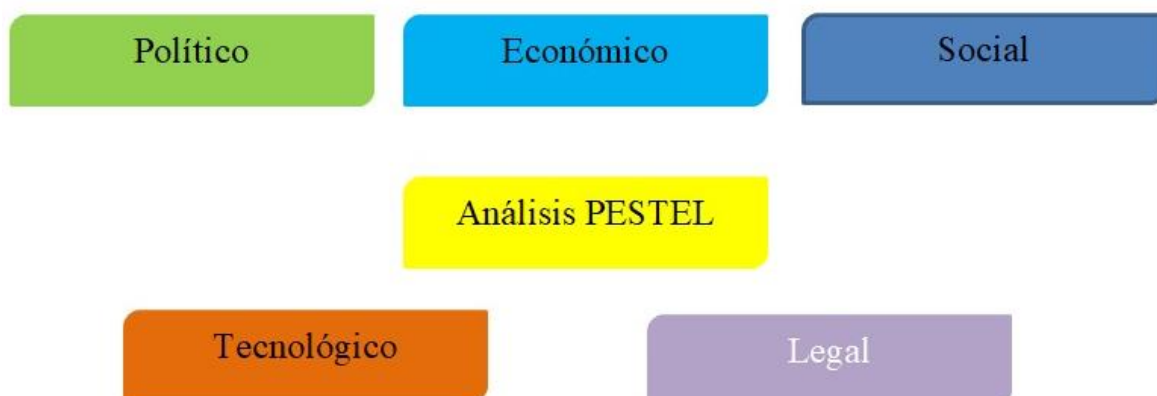 Político
Económico
Social
Análisis PESTEL
Tecnológico
Legal